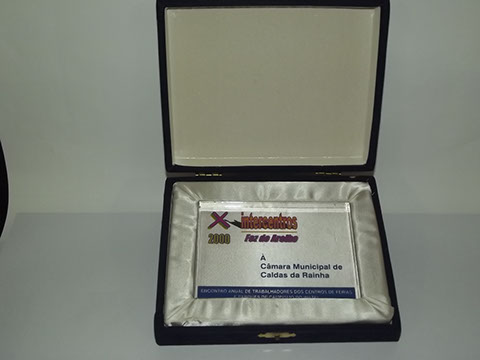 X intercentros
2000 Foz do Arelho
À
Câmara Municipal de
Caldas da Rainha
ENCONTRO ANUAL DE TRABALHADORES DOS CENTROS DE FÉRIAS